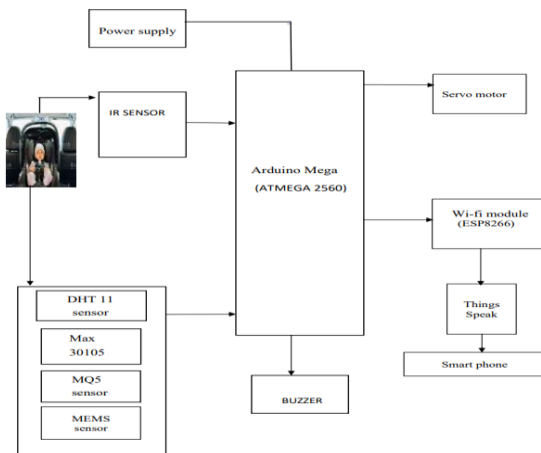 Power supply
IR SENSOR
Servo motor
Arduino Mega
(ATMEGA 2560)
Wi-fi module
(ESP8266)
DHT 11
sensor
Things
Speak
Max
30105
Smart phone
MQ5
sensor
BUZZER
MEMS
sensor